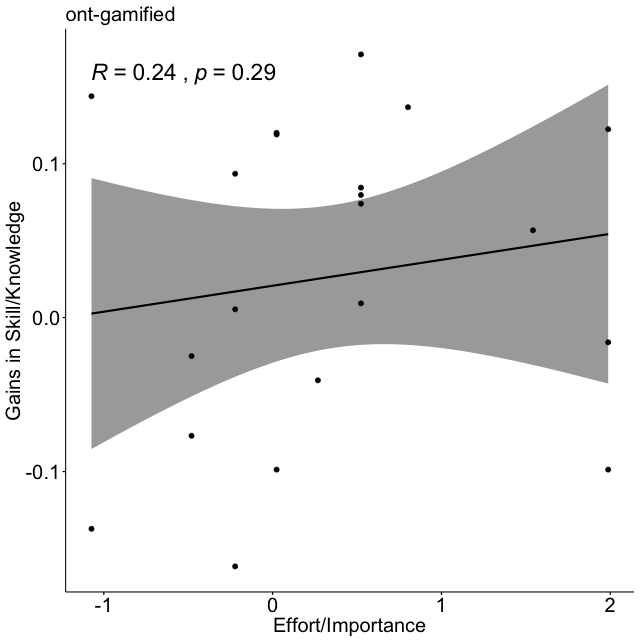 ont-gamified
R = 0.24 , p = 0.29
Gains in Skill/Knowledge
0.1
0.0
-0.1
-1 0 1 2
Effort/Importance